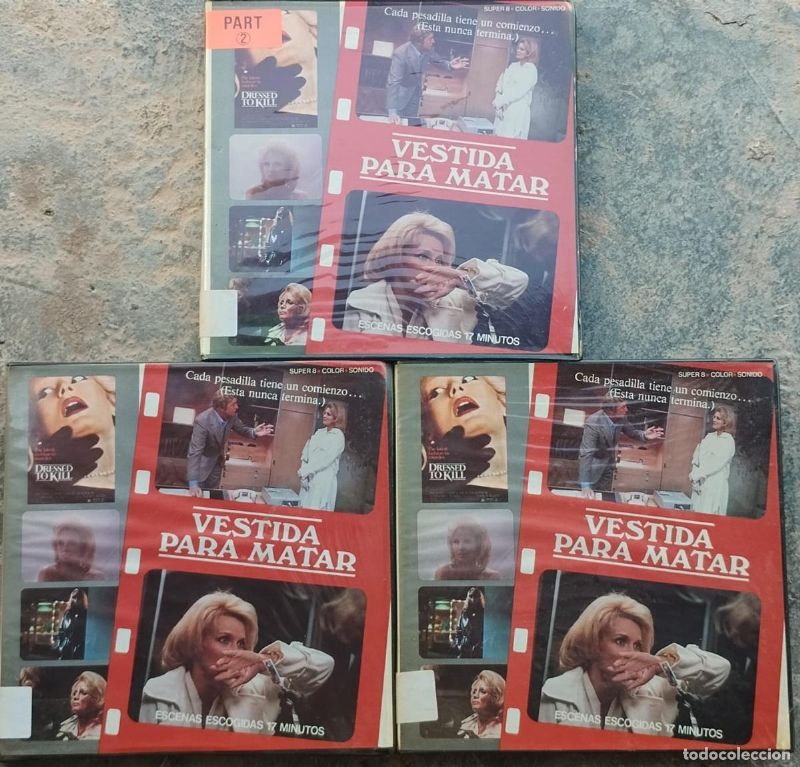 PART
2
SUPER 8 - COLOR - SONIDO
Cada pesadilla tiene un comienzo...
(Esta nunca termina.)
DRESSED
TO KILL
VESTIDA
PARA MATAR
ESCENAS ESCOGIDAS 17 MINUTOS
SUPER 8 - COLOR - SONIDO
Cada pesadilla tiene un comienzo...
(Esta nunca termina.)
DRESSED
TO KILL
VESTIDA
PARA MATAR
ESCENAS ESCOGIDAS 17 MINUTOS
SUPER 8 - COLOR - SONIDO
Cada pesadilla tiene un comienzo...
(Esta nunca termina.)
DRESSED
TO KILL
VESTIDA
PARA MATAR
ESCENAS ESCOGIDAS 17 MINUTOS
todocoleccion